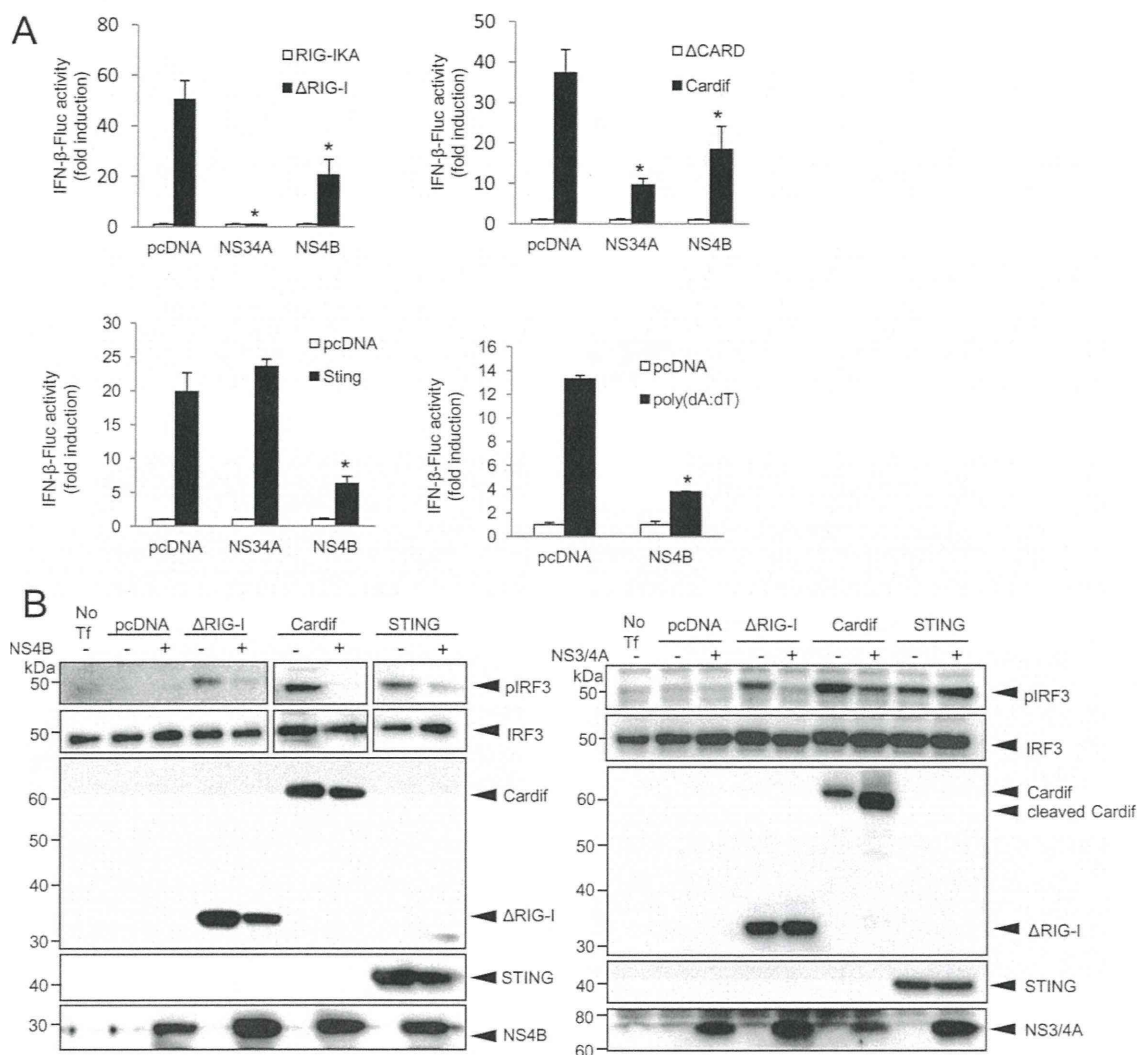 A
IFN-β-Fluc activity
(fold induction)
80
60
40
20
0
RIG-IKA
ΔRIG-I
*
*
pcDNA NS34A NS4B
IFN-β-Fluc activity
(fold induction)
50
40
30
20
10
0
ΔCARD
Cardif
*
*
pcDNA NS34A NS4B
IFN-β-Fluc activity
(fold induction)
30
25
20
15
10
5
0
pcDNA
Sting
*
pcDNA NS34A NS4B
IFN-β-Fluc activity
(fold induction)
16
14
12
10
8
6
4
2
0
pcDNA
poly(dA:dT)
*
pcDNA NS4B
B
No
Tf pcDNA ΔRIG-I Cardif STING
NS4B - - + - + - + - +
kDa
50 pIRF3
50 IRF3
60 Cardif
50
40
ΔRIG-I
30
40 STING
30 NS4B
No
Tf pcDNA ΔRIG-I Cardif STING
NS3/4A - - + - + - + - +
kDa
50 pIRF3
50 IRF3
60 Cardif
cleaved Cardif
50
40
ΔRIG-I
30
40 STING
80 NS3/4A
60